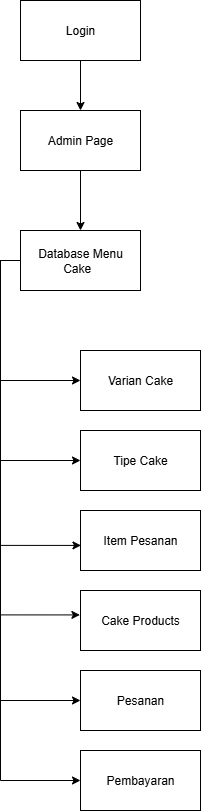 Login
Admin Page
Database Menu
Cake
Varian Cake
Tipe Cake
Item Pesanan
Cake Products
Pesanan
Pembayaran